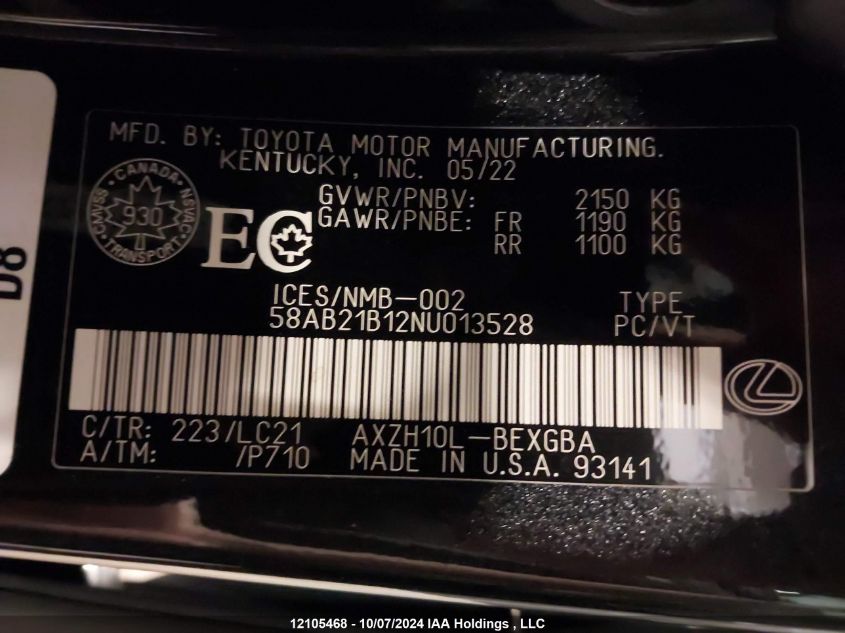 MFD. BY: TOYOTA MOTOR MANUFACTURING.
KENTUCKY, INC. 05/22
CANADA
CMVSS 930 NSVAC
TRANSPORT
EC
GVWR/PNBV: 2150 KG
GAWR/PNBE: FR 1190 KG
RR 1100 KG
ICES/NMB-002 TYPE
58AB21B12NU013528 PC/VT
C/TR: 223/LC21 AXZH10L-BEXGBA
A/TM: /P710 MADE IN U.S.A. 93141
D8
12105468 - 10/07/2024 IAA Holdings , LLC